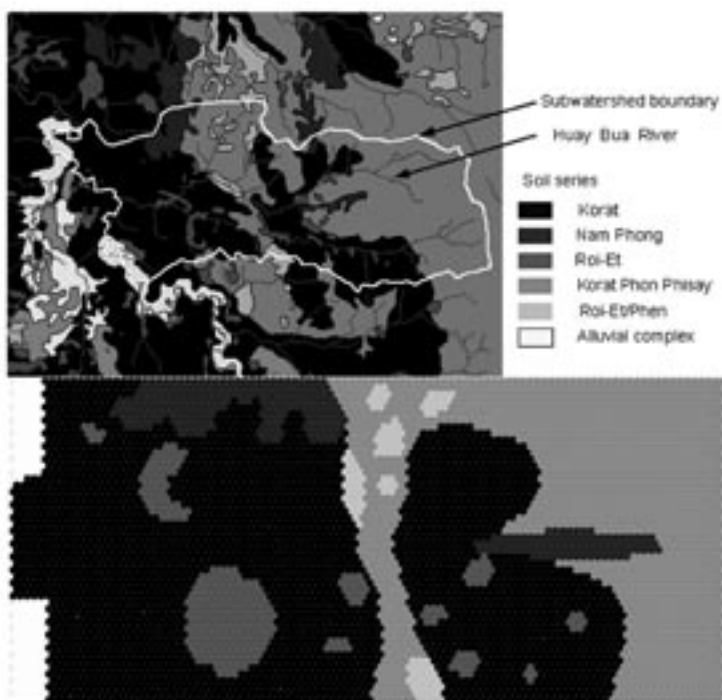 Subwatershed boundary
Huay Bua River
Soil series
Korat
Nam Phong
Roi-Et
Korat Phon Phisay
Roi-Et/Phen
Alluvial complex